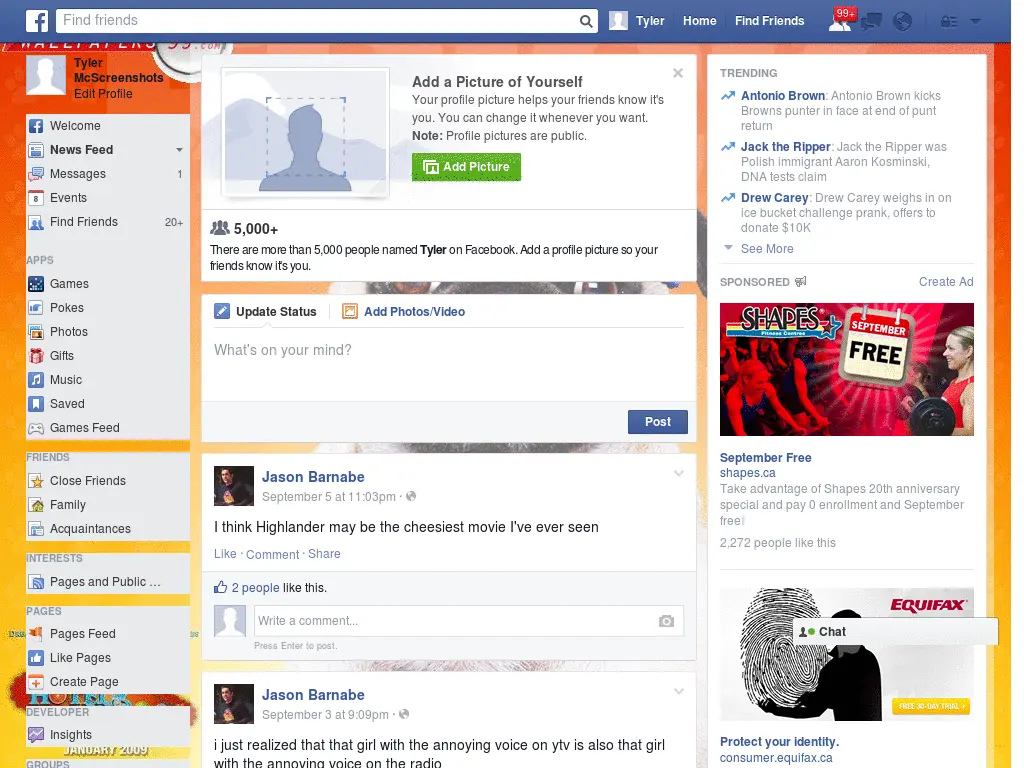 Find friends
Tyler
Home
Find Friends
99+
WALLPAPERS 99.COM
Tyler
McScreenshots
Edit Profile
Welcome
News Feed
Messages 1
8 Events
Find Friends 20+
APPS
Games
Pokes
Photos
Gifts
Music
Saved
Games Feed
FRIENDS
Close Friends
Family
Acquaintances
INTERESTS
Pages and Public ...
PAGES
Pages Feed
Like Pages
Create Page
DEVELOPER
Insights
JANUARY 2009
GROUPS
Add a Picture of Yourself
Your profile picture helps your friends know it's
you. You can change it whenever you want.
Note: Profile pictures are public.
Add Picture
5,000+
There are more than 5,000 people named Tyler on Facebook. Add a profile picture so your
friends know it's you.
Update Status
Add Photos/Video
What's on your mind?
Post
Jason Barnabe
September 5 at 11:03pm ·
I think Highlander may be the cheesiest movie I've ever seen
Like · Comment · Share
2 people like this.
Write a comment...
Press Enter to post.
Jason Barnabe
September 3 at 9:09pm ·
i just realized that that girl with the annoying voice on ytv is also that girl
with the annoying voice on the radio
TRENDING
Antonio Brown: Antonio Brown kicks
Browns punter in face at end of punt
return
Jack the Ripper: Jack the Ripper was
Polish immigrant Aaron Kosminski,
DNA tests claim
Drew Carey: Drew Carey weighs in on
ice bucket challenge prank, offers to
donate $10K
See More
SPONSORED
Create Ad
SHAPES
Fitness Centres
SEPTEMBER
FREE
September Free
shapes.ca
Take advantage of Shapes 20th anniversary
special and pay 0 enrollment and September
free!
2,272 people like this
EQUIFAX
Chat
FREE 30-DAY TRIAL >
Protect your identity.
consumer.equifax.ca